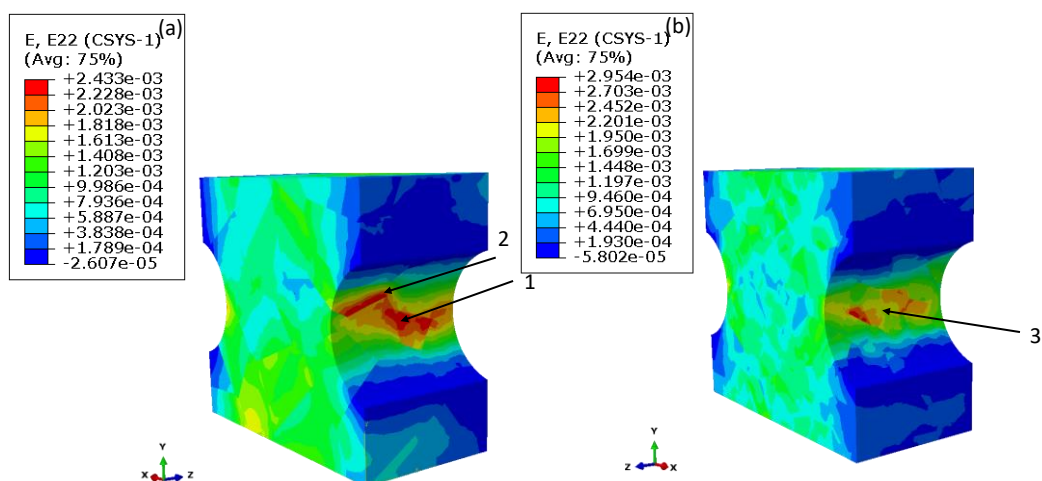 (a)
E, E22 (CSYS-1)
(Avg: 75%)
+2.433e-03
+2.228e-03
+2.023e-03
+1.818e-03
+1.613e-03
+1.408e-03
+1.203e-03
+9.986e-04
+7.936e-04
+5.887e-04
+3.838e-04
+1.789e-04
-2.607e-05
2
1
Y
X
Z
(b)
E, E22 (CSYS-1)
(Avg: 75%)
+2.954e-03
+2.703e-03
+2.452e-03
+2.201e-03
+1.950e-03
+1.699e-03
+1.448e-03
+1.197e-03
+9.460e-04
+6.950e-04
+4.440e-04
+1.930e-04
-5.802e-05
3
Y
Z
X